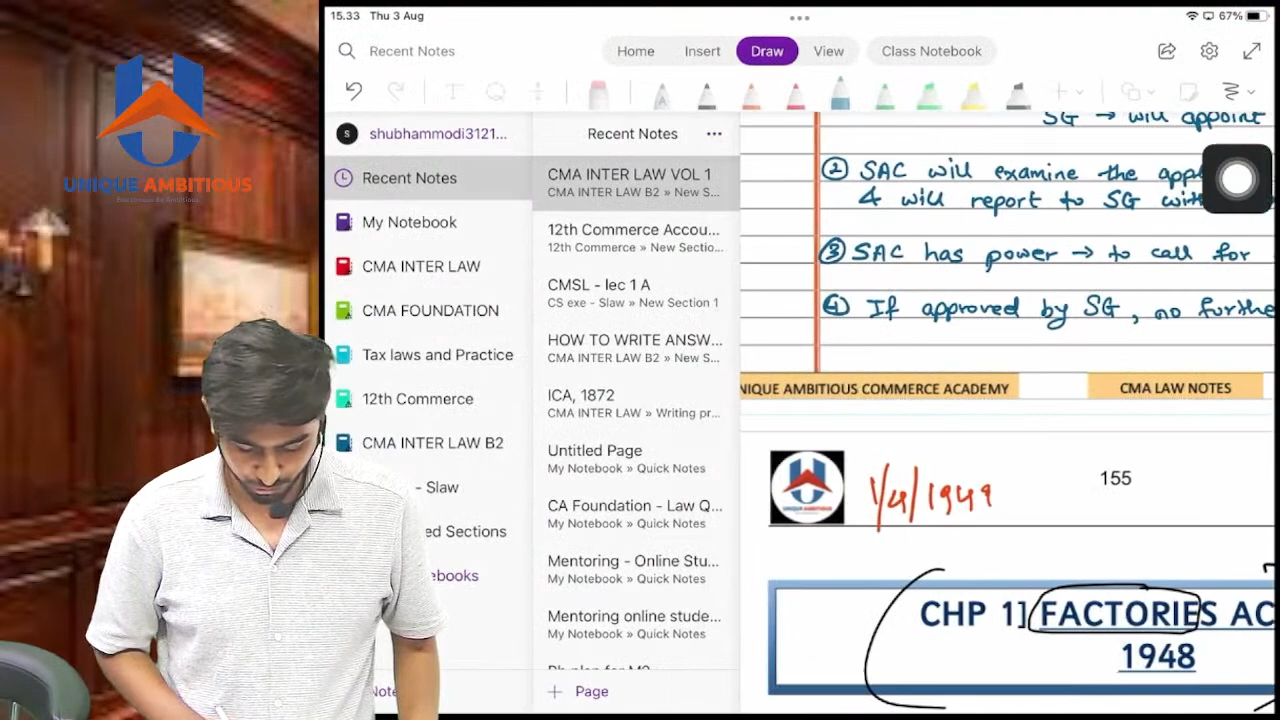 15.33 Thu 3 Aug
67%
Recent Notes
Home Insert Draw View Class Notebook
shubhammodi3121...
Recent Notes
My Notebook
CMA INTER LAW
CMA FOUNDATION
Tax laws and Practice
12th Commerce
CMA INTER LAW B2
- Slaw
ed Sections
ebooks
Recent Notes
CMA INTER LAW VOL 1
CMA INTER LAW B2 » New S...
12th Commerce Accou...
12th Commerce » New Sectio...
CMSL - lec 1 A
CS exe - Slaw » New Section 1
HOW TO WRITE ANSW...
CMA INTER LAW B2 » New S...
ICA, 1872
CMA INTER LAW » Writing pr...
Untitled Page
My Notebook » Quick Notes
CA Foundation - Law Q...
My Notebook » Quick Notes
- Online Stu...
My Notebook » Quick Notes
online stude...
My Notebook » Quick Notes
Page
SG → will appoint
② SAC will examine the app
& will report to SG with
③ SAC has power → to call for
④ If approved by SG, no furthe
NIQUE AMBITIOUS COMMERCE ACADEMY
CMA LAW NOTES
1/4/1949
155
CH FACTORIES AC
1948
UNIQUE AMBITIOUS